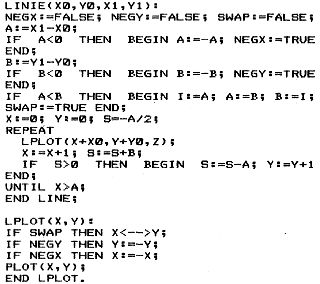 LINIE(X0,Y0,X1,Y1):
NEGX:=FALSE; NEGY:=FALSE; SWAP:=FALSE;
A:=X1-X0;
IF A<0 THEN BEGIN A:=-A; NEGX:=TRUE
END;
B:=Y1-Y0;
IF B<0 THEN BEGIN B:=-B; NEGY:=TRUE
END;
IF A<B THEN BEGIN I:=A; A:=B; B:=I;
SWAP:=TRUE END;
X:=0; Y:=0; S=-A/2;
REPEAT
LPLOT(X+X0,Y+Y0,Z);
X:=X+1; S:=S+B;
IF S>0 THEN BEGIN S:=S-A; Y:=Y+1
END;
UNTIL X>A;
END LINE;
LPLOT(X,Y):
IF SWAP THEN X<-->Y;
IF NEGY THEN Y:=-Y;
IF NEGX THEN X:=-X;
PLOT(X,Y);
END LPLOT.